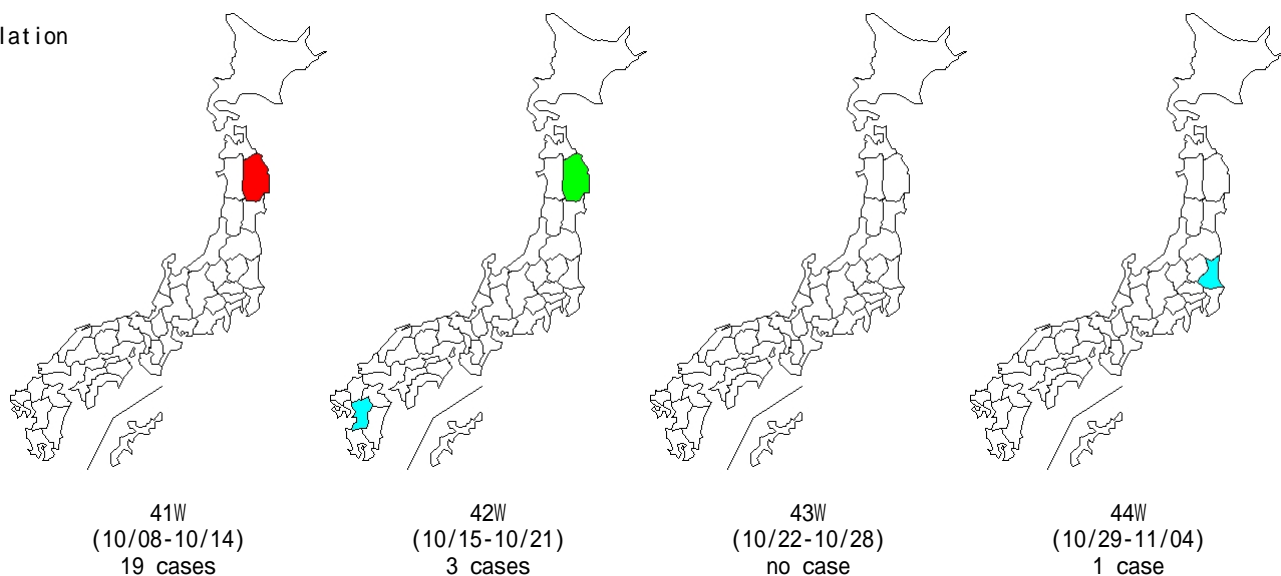 lation
41W
(10/08-10/14)
19 cases
42W
(10/15-10/21)
3 cases
43W
(10/22-10/28)
no case
44W
(10/29-11/04)
1 case